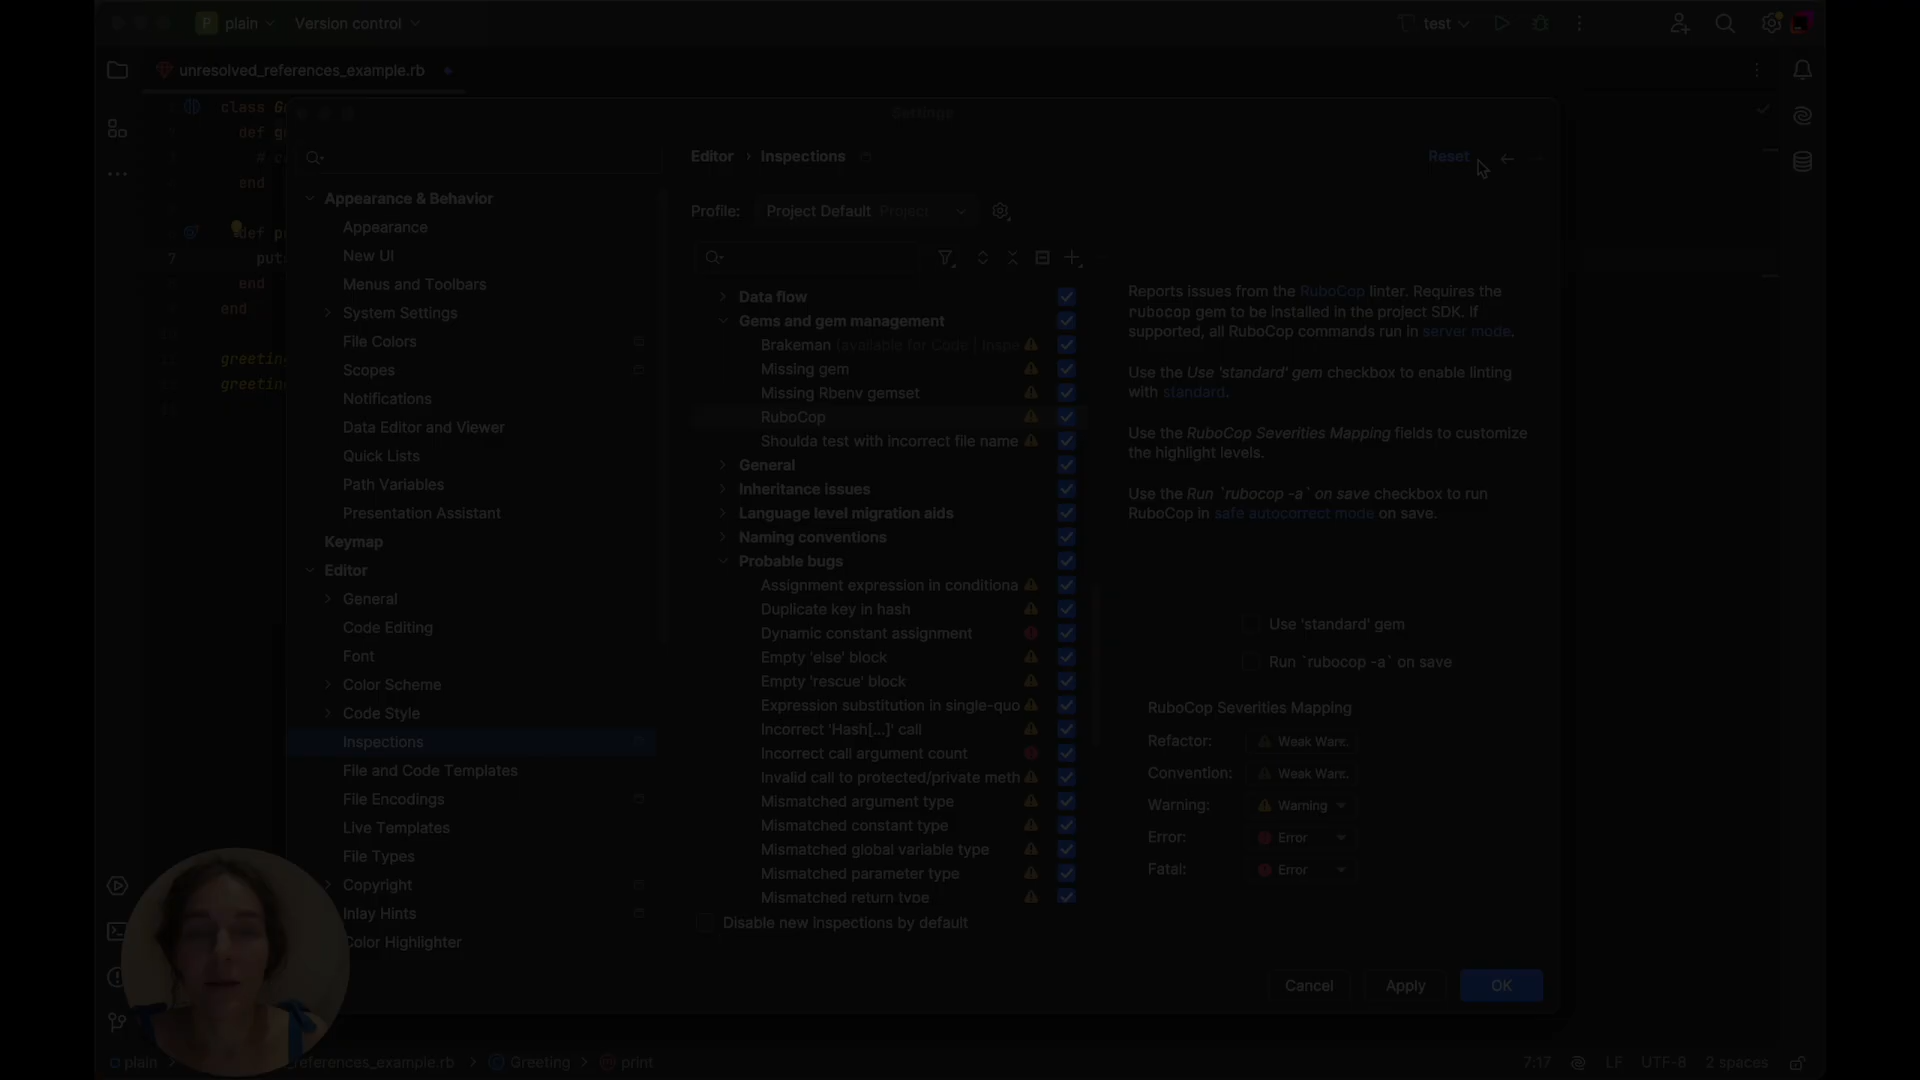 P plain Version control test
unresolved_references_example.rb
class G
def g
# c
end
def p
7 put
end
end
greetin
greetin
Settings
Appearance & Behavior
Appearance
New UI
Menus and Toolbars
System Settings
File Colors
Scopes
Notifications
Data Editor and Viewer
Quick Lists
Path Variables
Presentation Assistant
Keymap
Editor
General
Code Editing
Font
Color Scheme
Code Style
Inspections
File and Code Templates
File Encodings
Live Templates
File Types
Copyright
Inlay Hints
Color Highlighter
Editor › Inspections
Reset
Profile: Project Default Project
Data flow
Gems and gem management
Brakeman (available for Code | Inspe
Missing gem
Missing Rbenv gemset
RuboCop
Shoulda test with incorrect file name
General
Inheritance issues
Language level migration aids
Naming conventions
Probable bugs
Assignment expression in conditiona
Duplicate key in hash
Dynamic constant assignment
Empty 'else' block
Empty 'rescue' block
Expression substitution in single-quo
Incorrect 'Hash[...]' call
Incorrect call argument count
Invalid call to protected/private meth
Mismatched argument type
Mismatched constant type
Mismatched global variable type
Mismatched parameter type
Mismatched return type
Disable new inspections by default
Reports issues from the RuboCop linter. Requires the
rubocop gem to be installed in the project SDK. If
supported, all RuboCop commands run in server mode.
Use the Use 'standard' gem checkbox to enable linting
with standard.
Use the RuboCop Severities Mapping fields to customize
the highlight levels.
Use the Run `rubocop -a` on save checkbox to run
RuboCop in safe autocorrect mode on save.
Use 'standard' gem
Run `rubocop -a` on save
RuboCop Severities Mapping
Refactor: Weak Warn.
Convention: Weak Warn.
Warning: Warning
Error: Error
Fatal: Error
Cancel Apply OK
plain › references_example.rb › Greeting › print
7:17 LF UTF-8 2 spaces